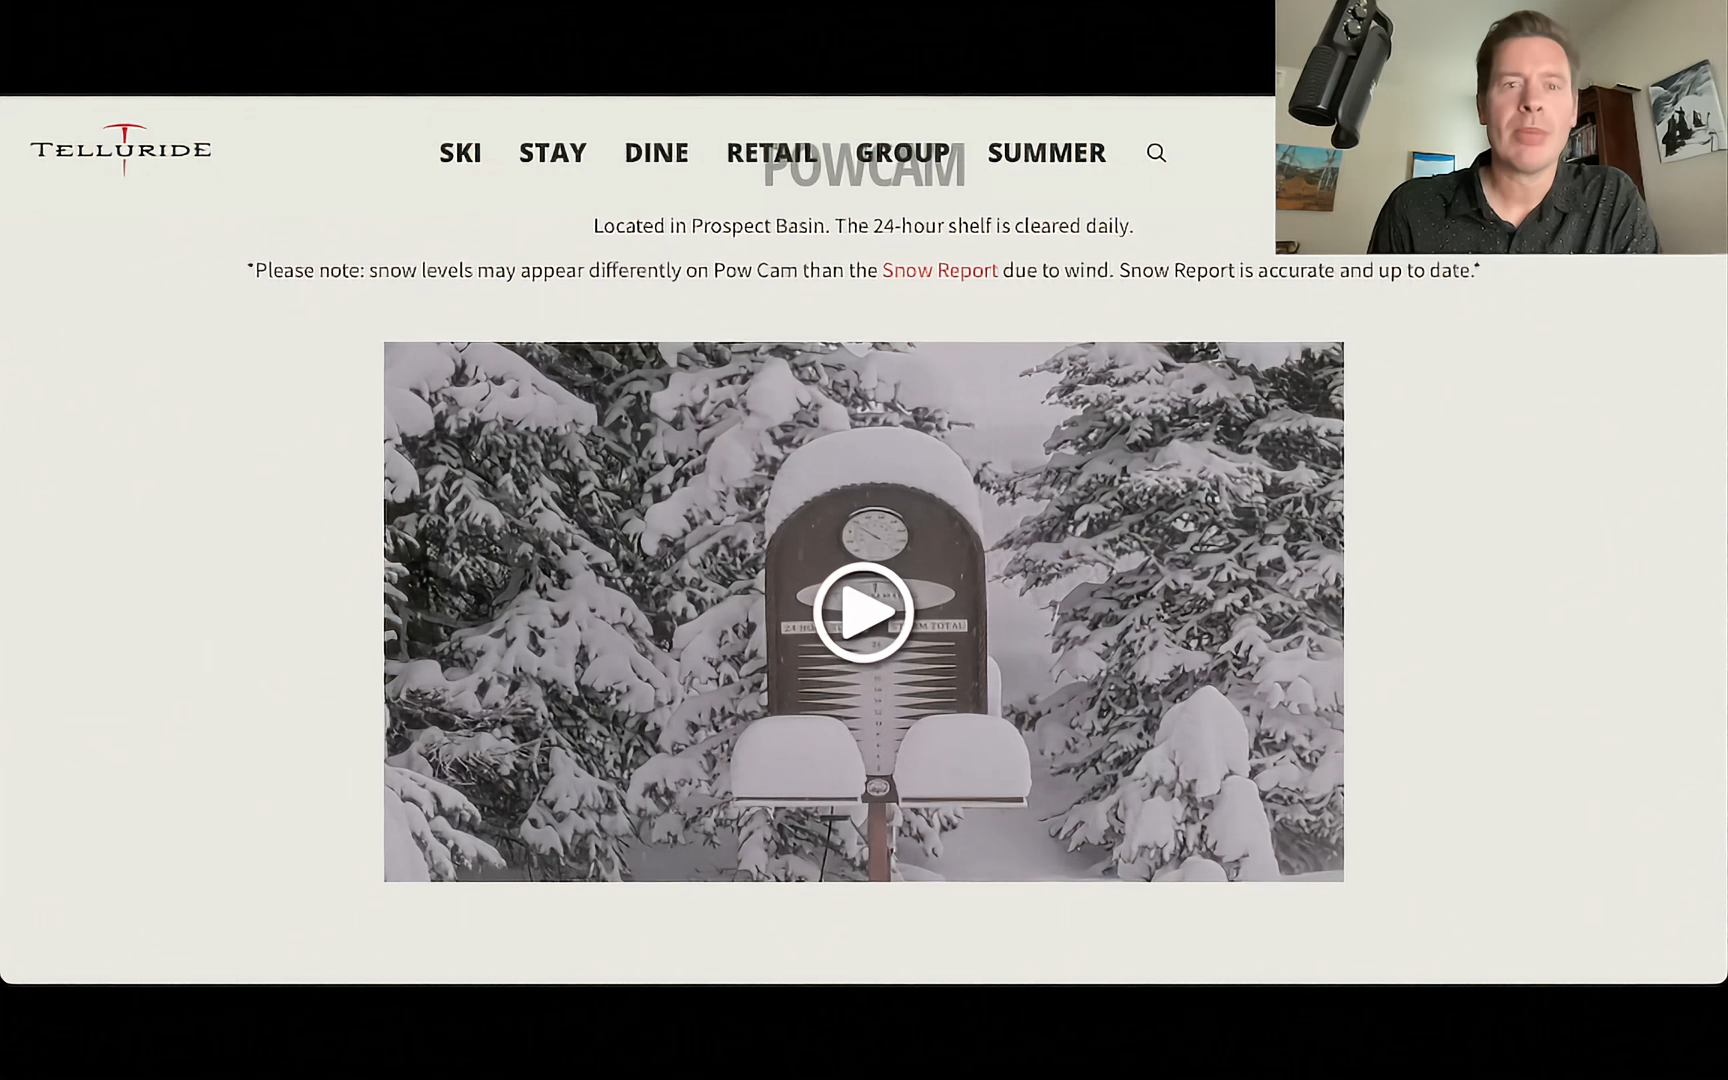 TELLURIDE
SKI STAY DINE RETAIL GROUP SUMMER
POWCAM
Located in Prospect Basin. The 24-hour shelf is cleared daily.
*Please note: snow levels may appear differently on Pow Cam than the Snow Report due to wind. Snow Report is accurate and up to date.*
24 STORM TOTAL